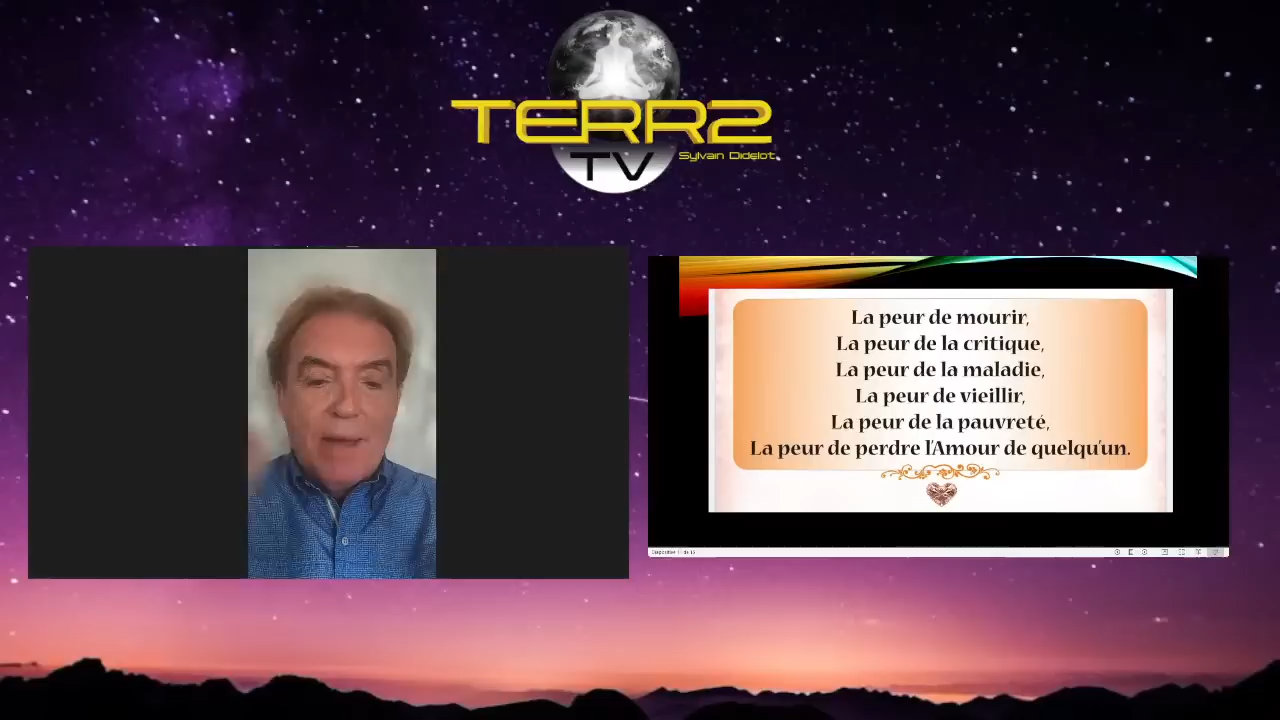 TERR2
TV
Sylvain Didelot
La peur de mourir,
La peur de la critique,
La peur de la maladie,
La peur de vieillir,
La peur de la pauvreté,
La peur de perdre l'Amour de quelqu'un.